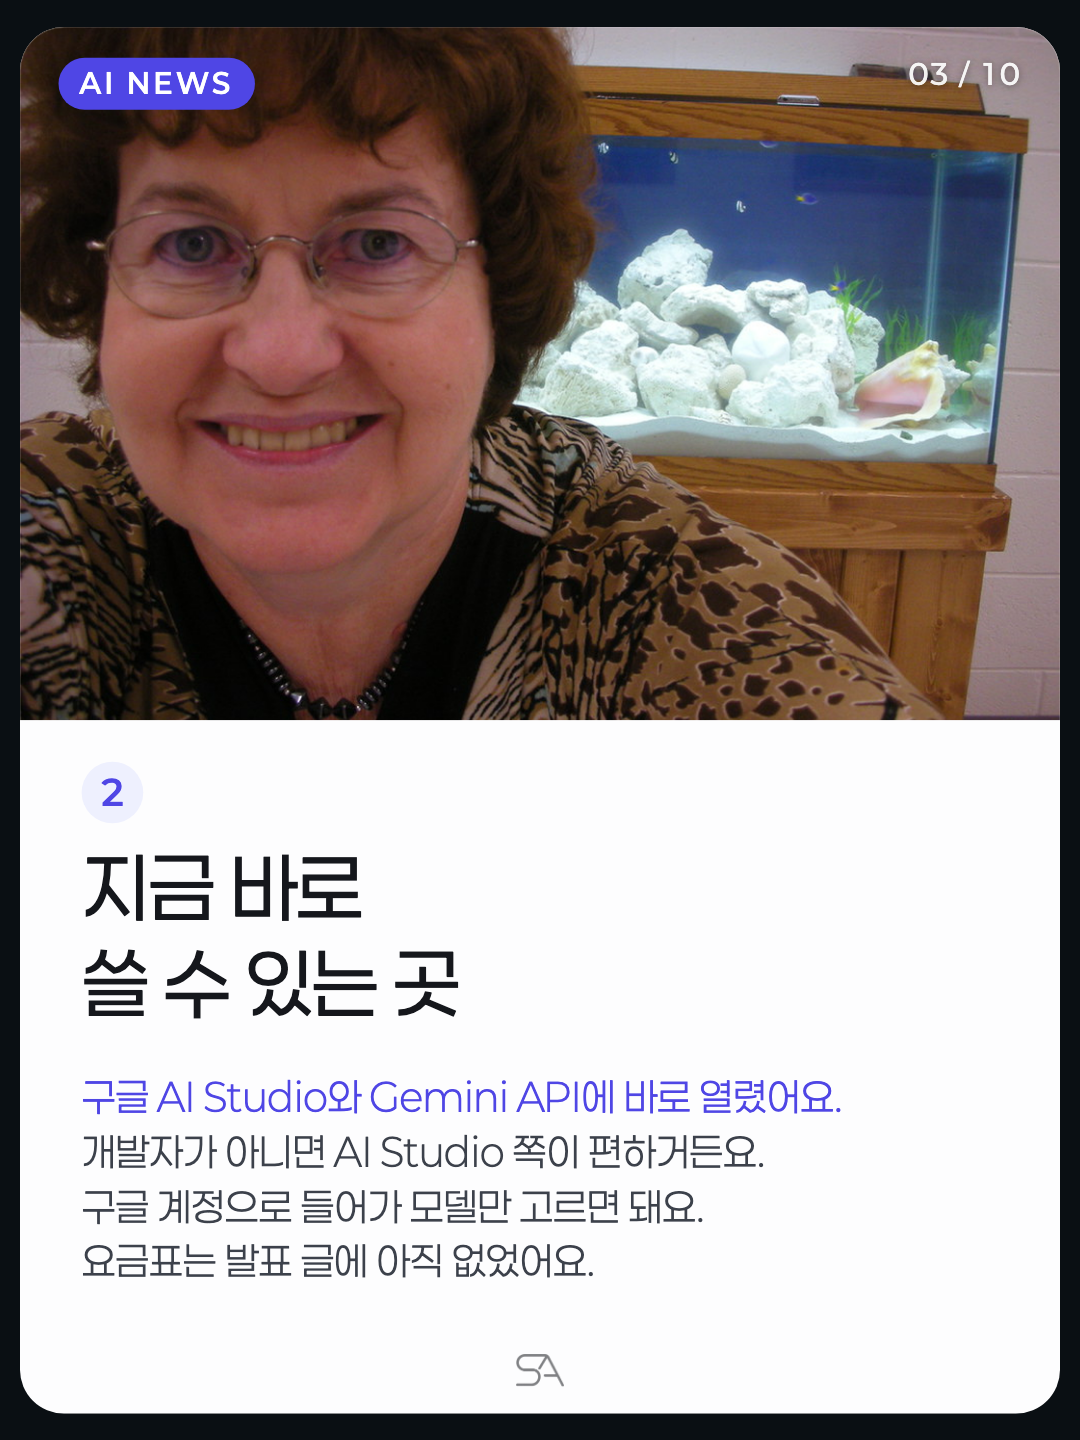 AI NEWS
03 / 10
2
지금 바로
쓸 수 있는 곳
구글 AI Studio와 Gemini API에 바로 열렸어요.
개발자가 아니면 AI Studio 쪽이 편하거든요.
구글 계정으로 들어가 모델만 고르면 돼요.
요금표는 발표 글에 아직 없었어요.
SA